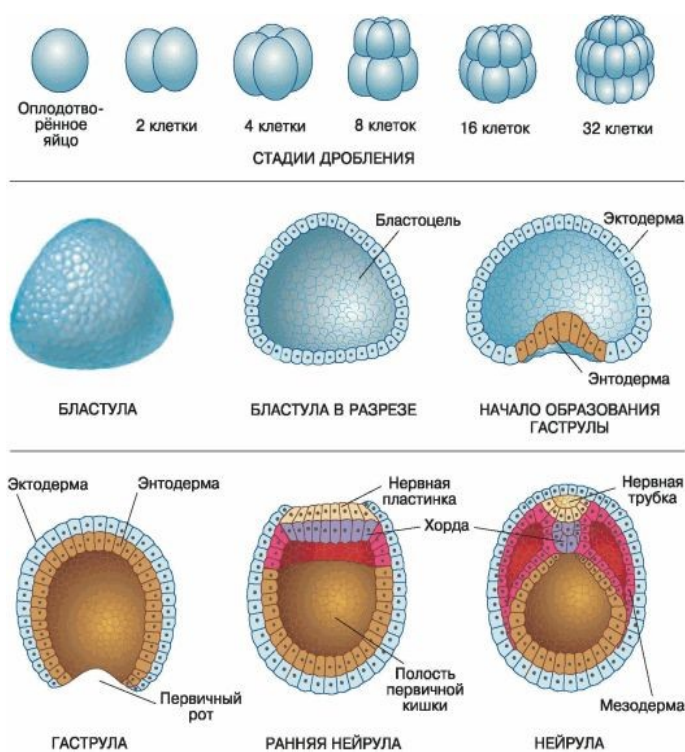 Оплодотво-
рённое
яйцо
2 клетки
4 клетки
8 клеток
16 клеток
32 клетки
СТАДИИ ДРОБЛЕНИЯ
Бластоцель
Эктодерма
Энтодерма
БЛАСТУЛА
БЛАСТУЛА В РАЗРЕЗЕ
НАЧАЛО ОБРАЗОВАНИЯ
ГАСТРУЛЫ
Эктодерма
Энтодерма
Нервная
пластинка
Хорда
Нервная
трубка
Первичный
рот
Полость
первичной
кишки
Мезодерма
ГАСТРУЛА
РАННЯЯ НЕЙРУЛА
НЕЙРУЛА